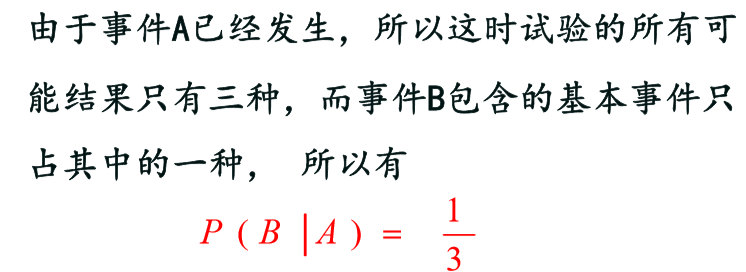 由于事件A已经发生，所以这时试验的所有可
能结果只有三种，而事件B包含的基本事件只
占其中的一种， 所以有
P ( B | A ) = 1/3